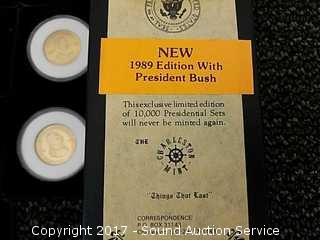 NEW
1989 Edition With
President Bush
This exclusive limited edition
of 10,000 Presidential Sets
will never be minted again.
THE
CHARLESTON
MINT
"Things That Last"
CORRESPONDENCE:
P.O. BOX
Copyright 2017 - Sound Auction Service